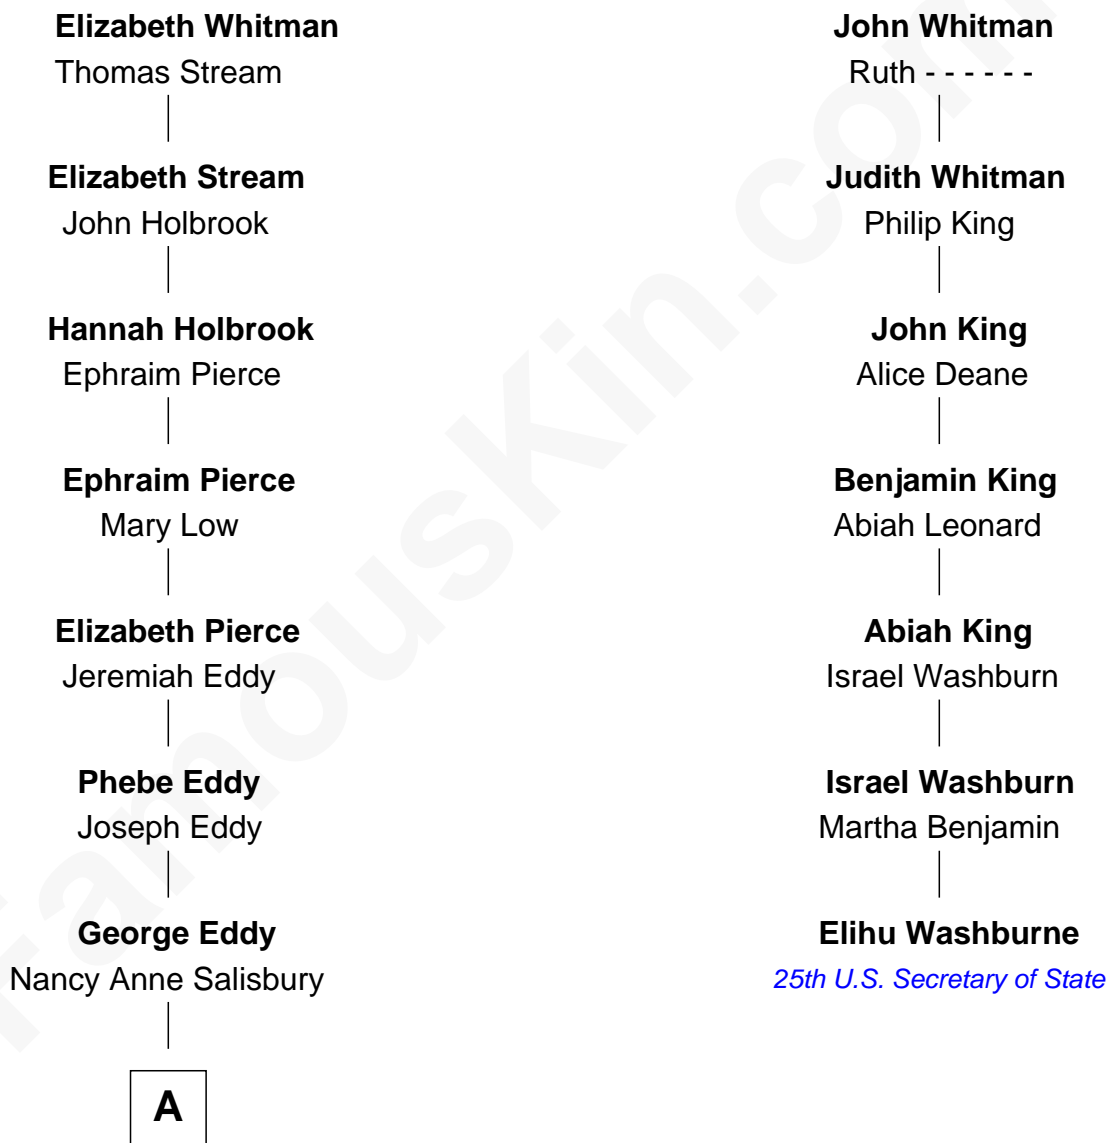 Elizabeth Whitman
Thomas Stream
Elizabeth Stream
John Holbrook
Hannah Holbrook
Ephraim Pierce
Ephraim Pierce
Mary Low
Elizabeth Pierce
Jeremiah Eddy
Phebe Eddy
Joseph Eddy
George Eddy
Nancy Anne Salisbury
A
John Whitman
Ruth - - - - - -
Judith Whitman
Philip King
John King
Alice Deane
Benjamin King
Abiah Leonard
Abiah King
Israel Washburn
Israel Washburn
Martha Benjamin
Elihu Washburne
25th U.S. Secretary of State
FamousKin.com